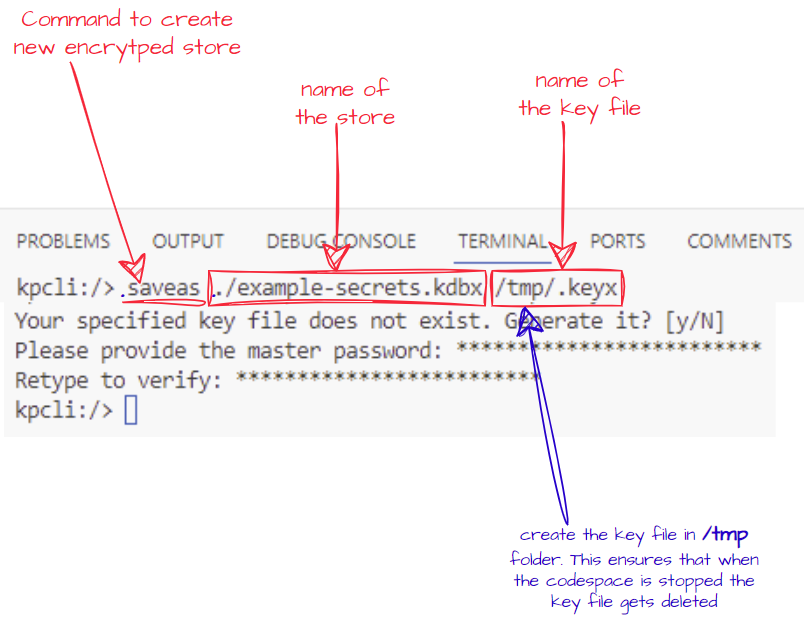 Command to create
new encrytped store
name of
the store
name of
the key file
PROBLEMS OUTPUT DEBUG CONSOLE TERMINAL PORTS COMMENTS
kpcli:/> saveas ./example-secrets.kdbx /tmp/.keyx
Your specified key file does not exist. Generate it? [y/N]
Please provide the master password: *************************
Retype to verify: *************************
kpcli:/>
create the key file in /tmp
folder. This ensures that when
the codespace is stopped the
key file gets deleted